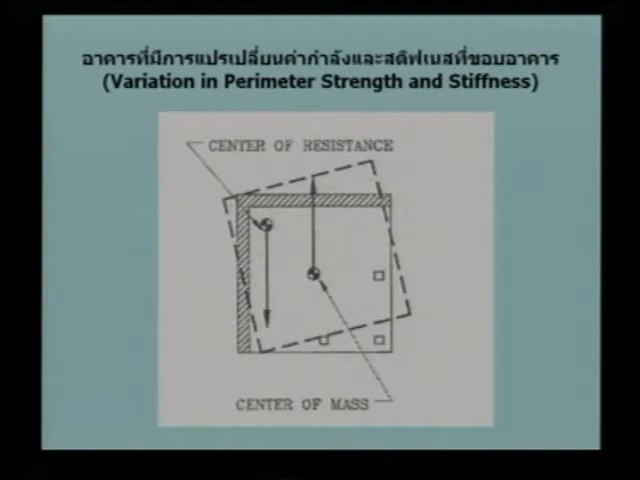 อาคารที่มีการแปรเปลี่ยนค่ากำลังและสติฟเนสที่ขอบอาคาร
(Variation in Perimeter Strength and Stiffness)
CENTER OF RESISTANCE
CENTER OF MASS